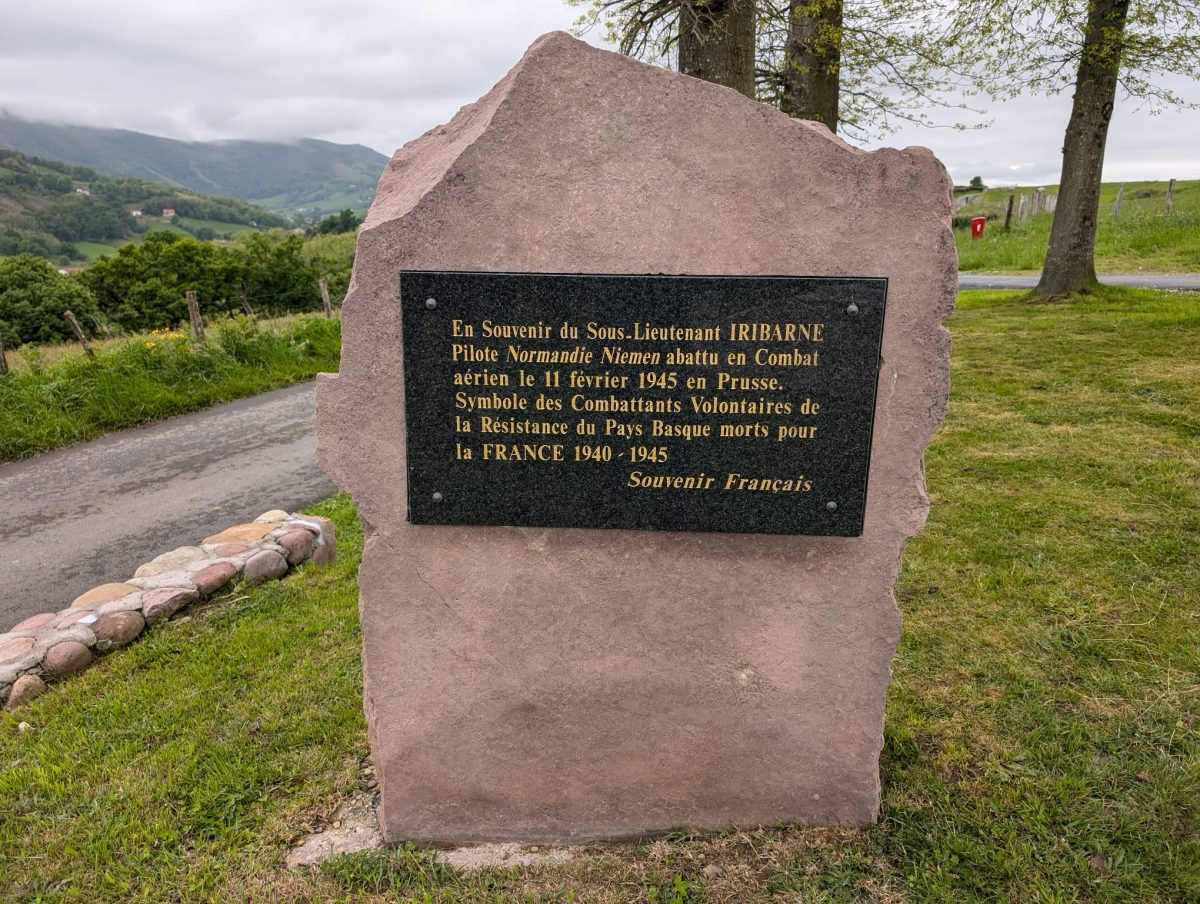 En Souvenir du Sous-Lieutenant IRIBARNE
Pilote Normandie Niemen abattu en Combat
aérien le 11 février 1945 en Prusse.
Symbole des Combattants Volontaires de
la Résistance du Pays Basque morts pour
la FRANCE 1940 - 1945
Souvenir Français